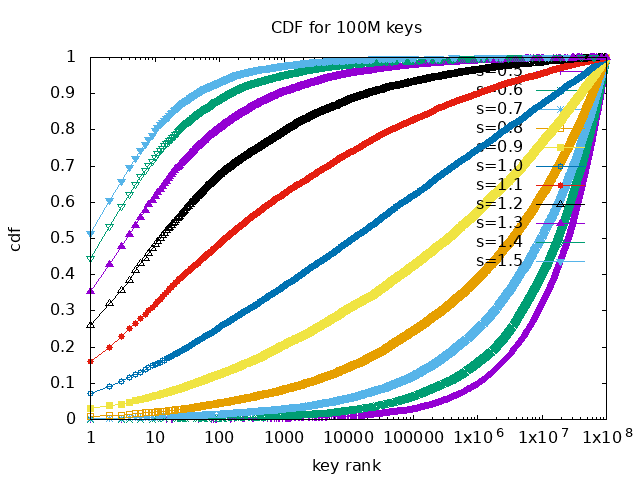 CDF for 100M keys
1
0.9
0.8
0.7
0.6
0.5
0.4
0.3
0.2
0.1
0
cdf
s=0.5
s=0.6
s=0.7
s=0.8
s=0.9
s=1.0
s=1.1
s=1.2
s=1.3
s=1.4
s=1.5
1 10 100 1000 10000 100000 1x10^6 1x10^7 1x10^8
key rank